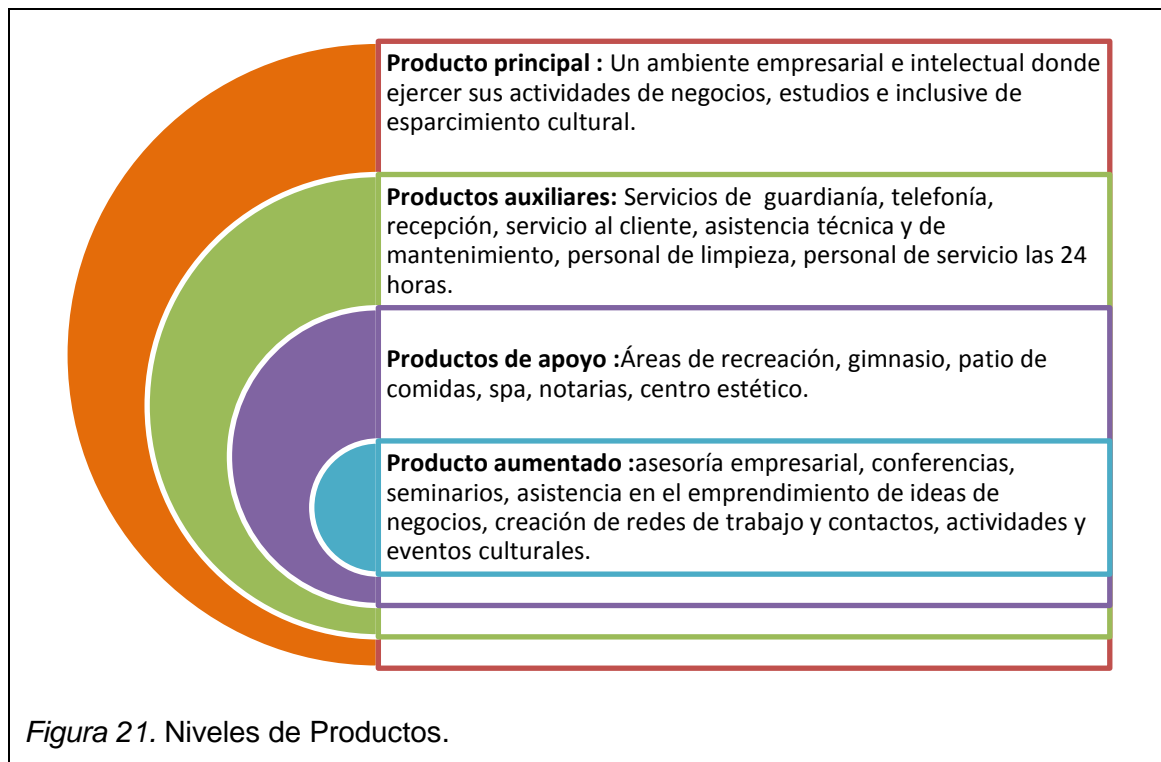 Producto principal : Un ambiente empresarial e intelectual donde
ejercer sus actividades de negocios, estudios e inclusive de
esparcimiento cultural.
Productos auxiliares: Servicios de  guardianía, telefonía,
recepción, servicio al cliente, asistencia técnica y de
mantenimiento, personal de limpieza, personal de servicio las 24
horas.
Productos de apoyo :Áreas de recreación, gimnasio, patio de
comidas, spa, notarias, centro estético.
Producto aumentado :asesoría empresarial, conferencias,
seminarios, asistencia en el emprendimiento de ideas de
negocios, creación de redes de trabajo y contactos, actividades y
eventos culturales.
Figura 21. Niveles de Productos.